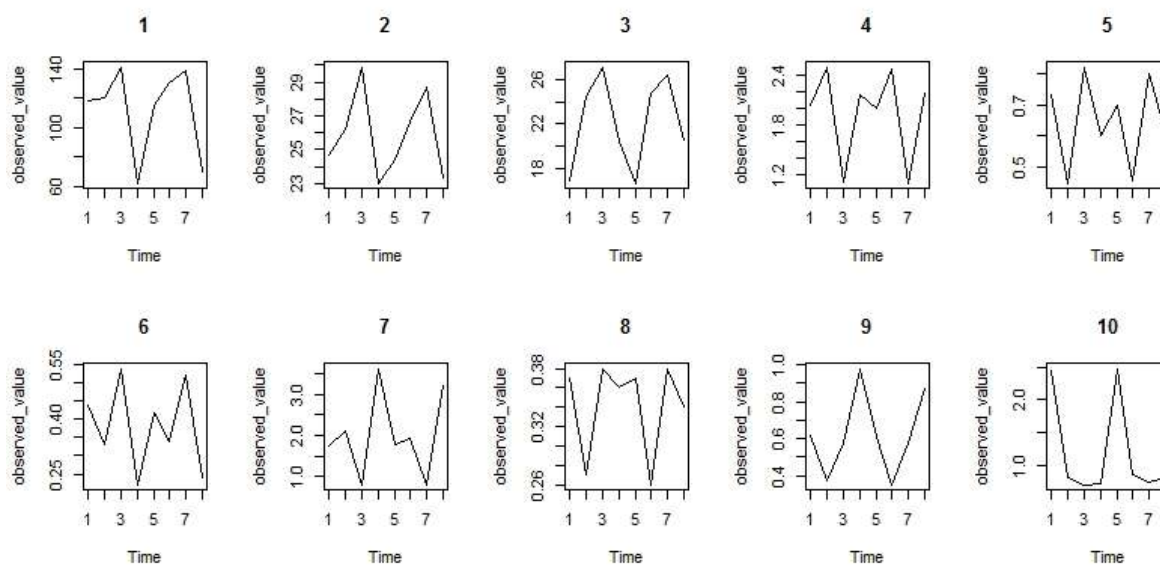 1 2 3 4 5
observed_value observed_value observed_value observed_value observed_value
60 100 140
23 25 27 29
18 22 26
1.2 1.8 2.4
0.5 0.7
1 3 5 7 1 3 5 7 1 3 5 7 1 3 5 7 1 3 5 7
Time Time Time Time Time
6 7 8 9 10
observed_value observed_value observed_value observed_value observed_value
0.25 0.40 0.55
1.0 2.0 3.0
0.26 0.32 0.38
0.4 0.6 0.8 1.0
1.0 2.0
1 3 5 7 1 3 5 7 1 3 5 7 1 3 5 7 1 3 5 7
Time Time Time Time Time